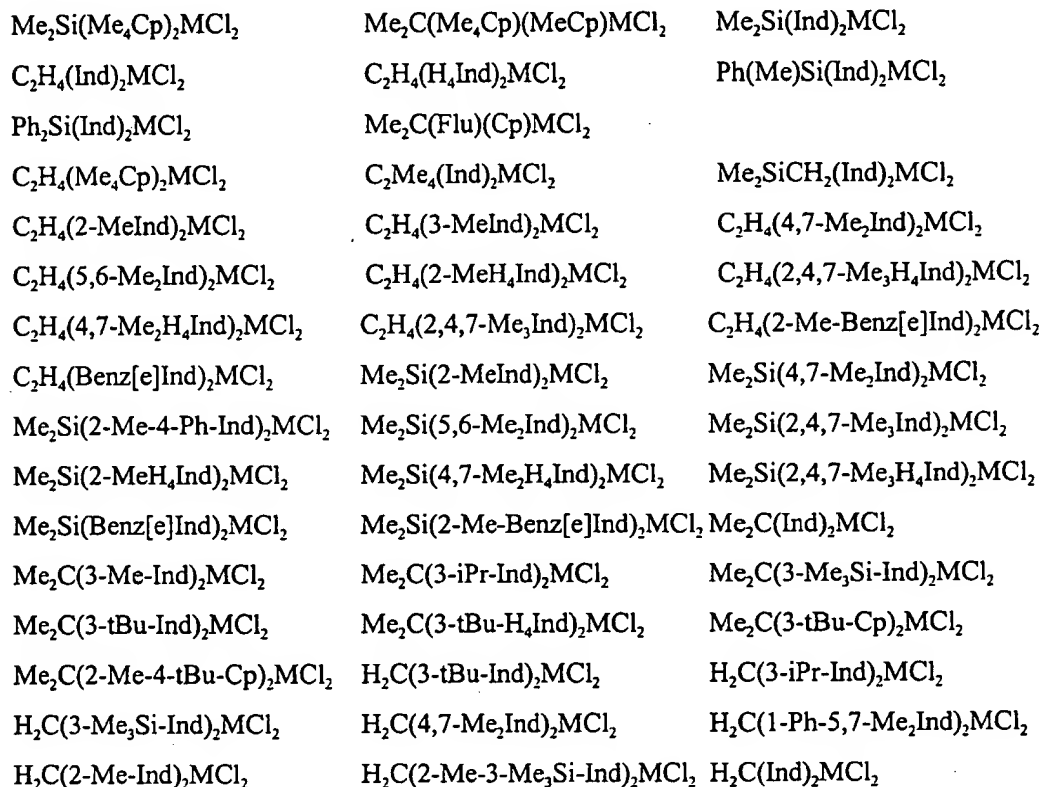 Me₂Si(Me₄Cp)₂MCl₂ Me₂C(Me₄Cp)(MeCp)MCl₂ Me₂Si(Ind)₂MCl₂
C₂H₄(Ind)₂MCl₂ C₂H₄(H₄Ind)₂MCl₂ Ph(Me)Si(Ind)₂MCl₂
Ph₂Si(Ind)₂MCl₂ Me₂C(Flu)(Cp)MCl₂
C₂H₄(Me₄Cp)₂MCl₂ C₂Me₄(Ind)₂MCl₂ Me₂SiCH₂(Ind)₂MCl₂
C₂H₄(2-MeInd)₂MCl₂ C₂H₄(3-MeInd)₂MCl₂ C₂H₄(4,7-Me₂Ind)₂MCl₂
C₂H₄(5,6-Me₂Ind)₂MCl₂ C₂H₄(2-MeH₄Ind)₂MCl₂ C₂H₄(2,4,7-Me₃H₄Ind)₂MCl₂
C₂H₄(4,7-Me₂H₄Ind)₂MCl₂ C₂H₄(2,4,7-Me₃Ind)₂MCl₂ C₂H₄(2-Me-Benz[e]Ind)₂MCl₂
C₂H₄(Benz[e]Ind)₂MCl₂ Me₂Si(2-MeInd)₂MCl₂ Me₂Si(4,7-Me₂Ind)₂MCl₂
Me₂Si(2-Me-4-Ph-Ind)₂MCl₂ Me₂Si(5,6-Me₂Ind)₂MCl₂ Me₂Si(2,4,7-Me₃Ind)₂MCl₂
Me₂Si(2-MeH₄Ind)₂MCl₂ Me₂Si(4,7-Me₂H₄Ind)₂MCl₂ Me₂Si(2,4,7-Me₃H₄Ind)₂MCl₂
Me₂Si(Benz[e]Ind)₂MCl₂ Me₂Si(2-Me-Benz[e]Ind)₂MCl₂ Me₂C(Ind)₂MCl₂
Me₂C(3-Me-Ind)₂MCl₂ Me₂C(3-iPr-Ind)₂MCl₂ Me₂C(3-Me₃Si-Ind)₂MCl₂
Me₂C(3-tBu-Ind)₂MCl₂ Me₂C(3-tBu-H₄Ind)₂MCl₂ Me₂C(3-tBu-Cp)₂MCl₂
Me₂C(2-Me-4-tBu-Cp)₂MCl₂ H₂C(3-tBu-Ind)₂MCl₂ H₂C(3-iPr-Ind)₂MCl₂
H₂C(3-Me₃Si-Ind)₂MCl₂ H₂C(4,7-Me₂Ind)₂MCl₂ H₂C(1-Ph-5,7-Me₂Ind)₂MCl₂
H₂C(2-Me-Ind)₂MCl₂ H₂C(2-Me-3-Me₃Si-Ind)₂MCl₂ H₂C(Ind)₂MCl₂